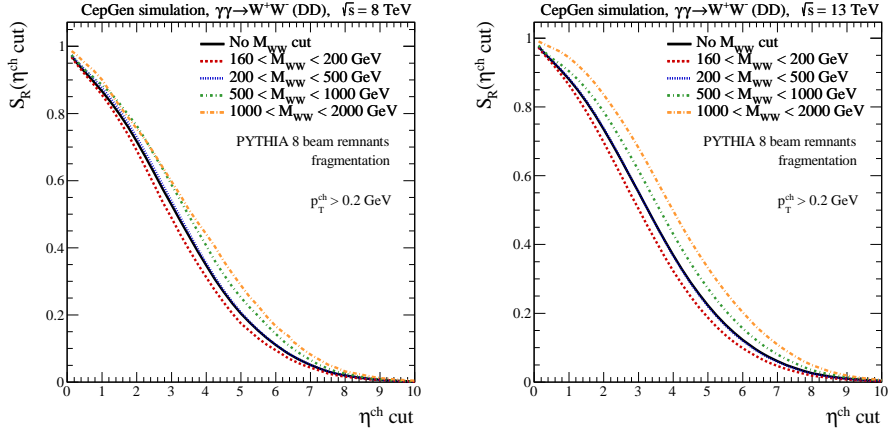 CepGen simulation, γγ→W⁺W⁻ (DD), √s = 8 TeV
S_R(η^ch cut)
No M_WW cut
160 < M_WW < 200 GeV
200 < M_WW < 500 GeV
500 < M_WW < 1000 GeV
1000 < M_WW < 2000 GeV
PYTHIA 8 beam remnants
fragmentation
p_T^ch > 0.2 GeV
1
0.8
0.6
0.4
0.2
0
0 1 2 3 4 5 6 7 8 9 10
η^ch cut
CepGen simulation, γγ→W⁺W⁻ (DD), √s = 13 TeV
S_R(η^ch cut)
No M_WW cut
160 < M_WW < 200 GeV
200 < M_WW < 500 GeV
500 < M_WW < 1000 GeV
1000 < M_WW < 2000 GeV
PYTHIA 8 beam remnants
fragmentation
p_T^ch > 0.2 GeV
1
0.8
0.6
0.4
0.2
0
0 1 2 3 4 5 6 7 8 9 10
η^ch cut